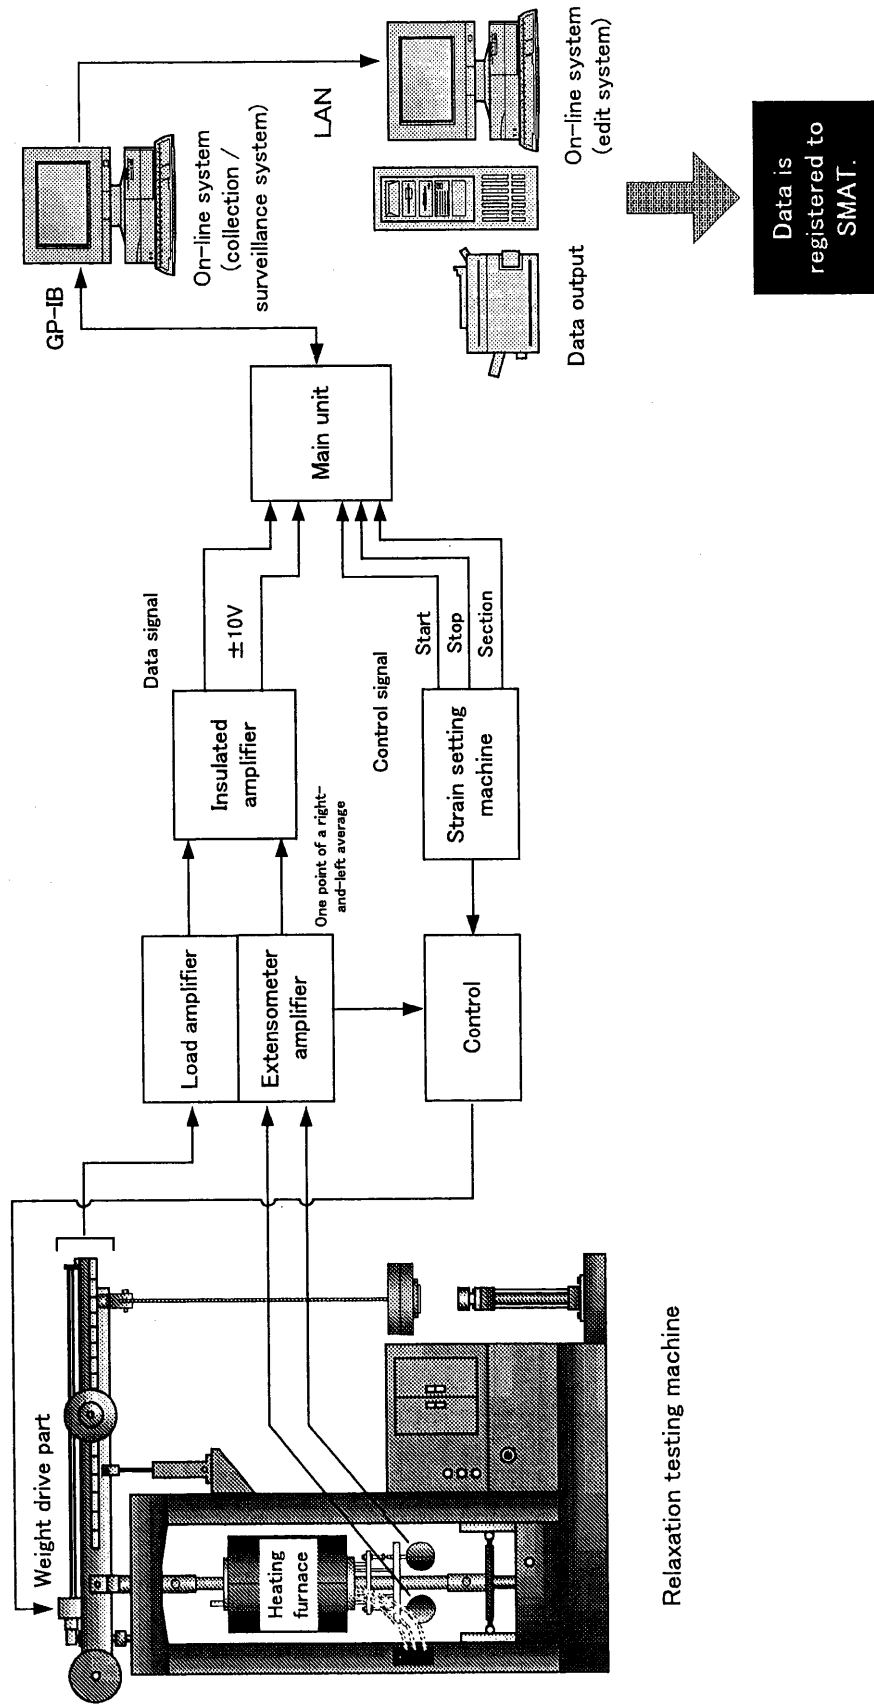 Weight drive part
Heating
furnace
Relaxation testing machine
Load amplifier
Extensometer
amplifier
Control
One point of a right-
and-left average
Insulated
amplifier
Strain setting
machine
Data signal
±10V
Control signal
Start
Stop
Section
Main unit
GP-IB
On-line system
(collection /
surveillance system)
LAN
On-line system
(edit system)
Data output
Data is
registered to
SMAT.